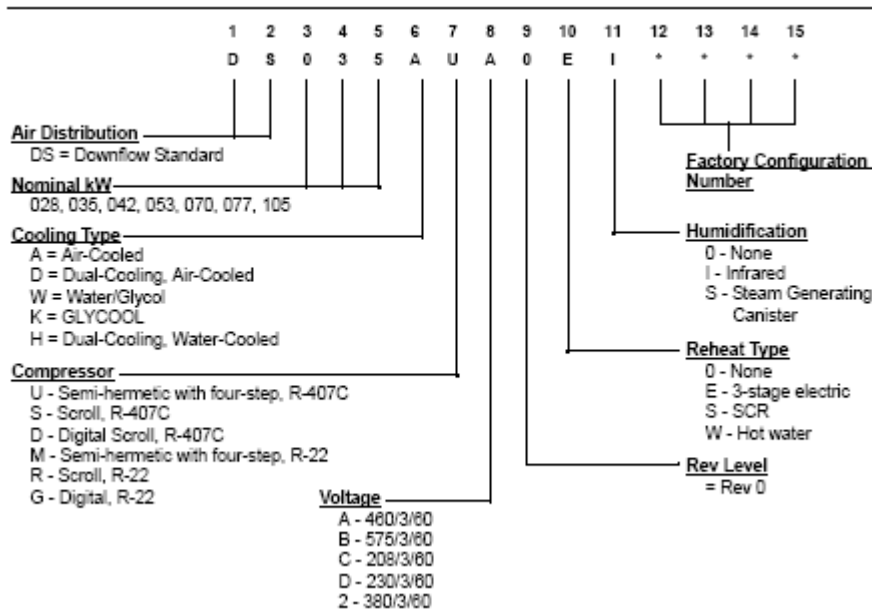 1 2 3 4 5 6 7 8 9 10 11 12 13 14 15
D S 0 3 5 A U A 0 E I * * * *
Air Distribution
DS = Downflow Standard
Nominal kW
028, 035, 042, 053, 070, 077, 105
Cooling Type
A = Air-Cooled
D = Dual-Cooling, Air-Cooled
W = Water/Glycol
K = GLYCOOL
H = Dual-Cooling, Water-Cooled
Compressor
U - Semi-hermetic with four-step, R-407C
S - Scroll, R-407C
D - Digital Scroll, R-407C
M - Semi-hermetic with four-step, R-22
R - Scroll, R-22
G - Digital, R-22
Voltage
A - 460/3/60
B - 575/3/60
C - 208/3/60
D - 230/3/60
2 - 380/3/60
Factory Configuration
Number
Humidification
0 - None
I - Infrared
S - Steam Generating
Canister
Reheat Type
0 - None
E - 3-stage electric
S - SCR
W - Hot water
Rev Level
= Rev 0